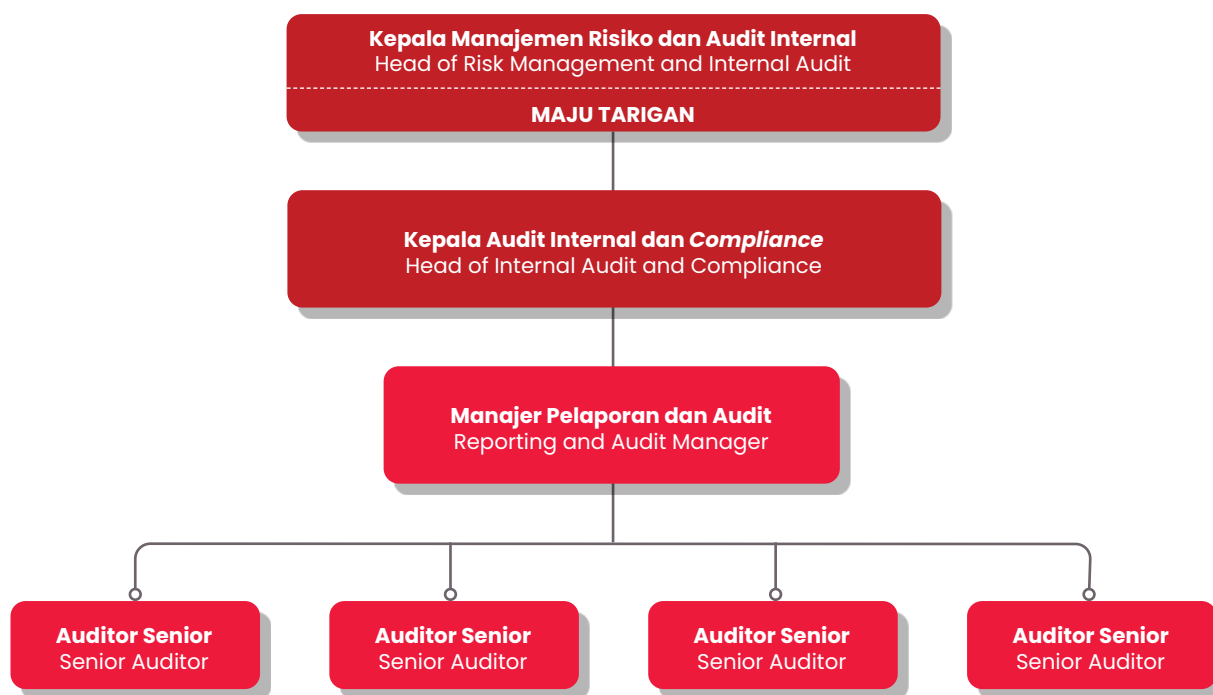 Kepala Manajemen Risiko dan Audit Internal
Head of Risk Management and Internal Audit
MAJU TARIGAN
Kepala Audit Internal dan Compliance
Head of Internal Audit and Compliance
Manajer Pelaporan dan Audit
Reporting and Audit Manager
Auditor Senior
Senior Auditor
Auditor Senior
Senior Auditor
Auditor Senior
Senior Auditor
Auditor Senior
Senior Auditor